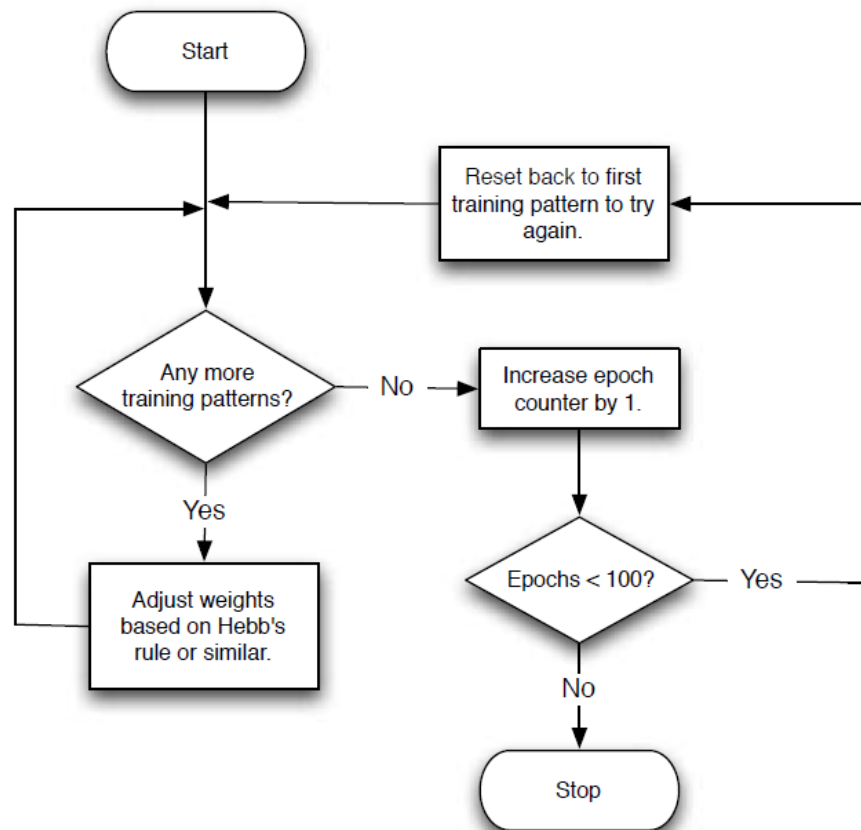 Start
Reset back to first
training pattern to try
again.
Any more
training patterns?
No
Increase epoch
counter by 1.
Yes
Epochs < 100?
Yes
Adjust weights
based on Hebb's
rule or similar.
No
Stop